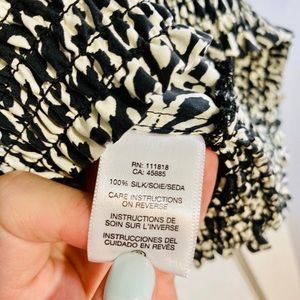 RN: 111818
CA: 45685
100% SILK/SOIE/SEDA
CARE INSTRUCTIONS
ON REVERSE
INSTRUCTIONS DE
SOIN SUR L'INVERSE
INSTRUCCIONES DEL
CUIDADO EN REVÉS